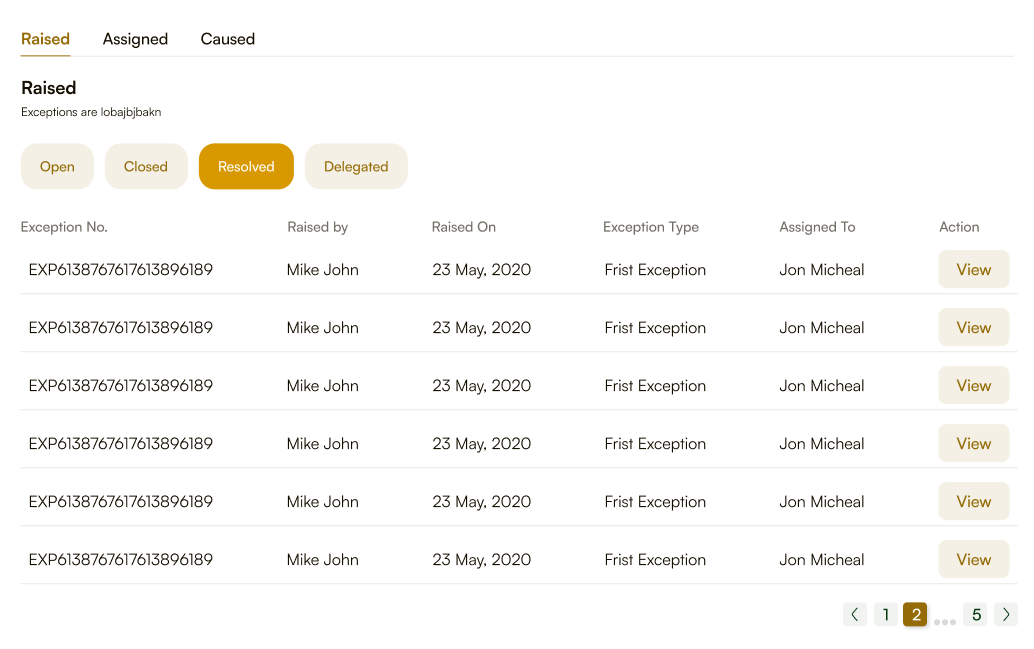 Raised Assigned Caused
Raised
Exceptions are lobajbjbakn
Open Closed Resolved Delegated
Exception No. Raised by Raised On Exception Type Assigned To Action
EXP6138767617613896189 Mike John 23 May, 2020 Frist Exception Jon Micheal View
EXP6138767617613896189 Mike John 23 May, 2020 Frist Exception Jon Micheal View
EXP6138767617613896189 Mike John 23 May, 2020 Frist Exception Jon Micheal View
EXP6138767617613896189 Mike John 23 May, 2020 Frist Exception Jon Micheal View
EXP6138767617613896189 Mike John 23 May, 2020 Frist Exception Jon Micheal View
EXP6138767617613896189 Mike John 23 May, 2020 Frist Exception Jon Micheal View
1 2 ... 5